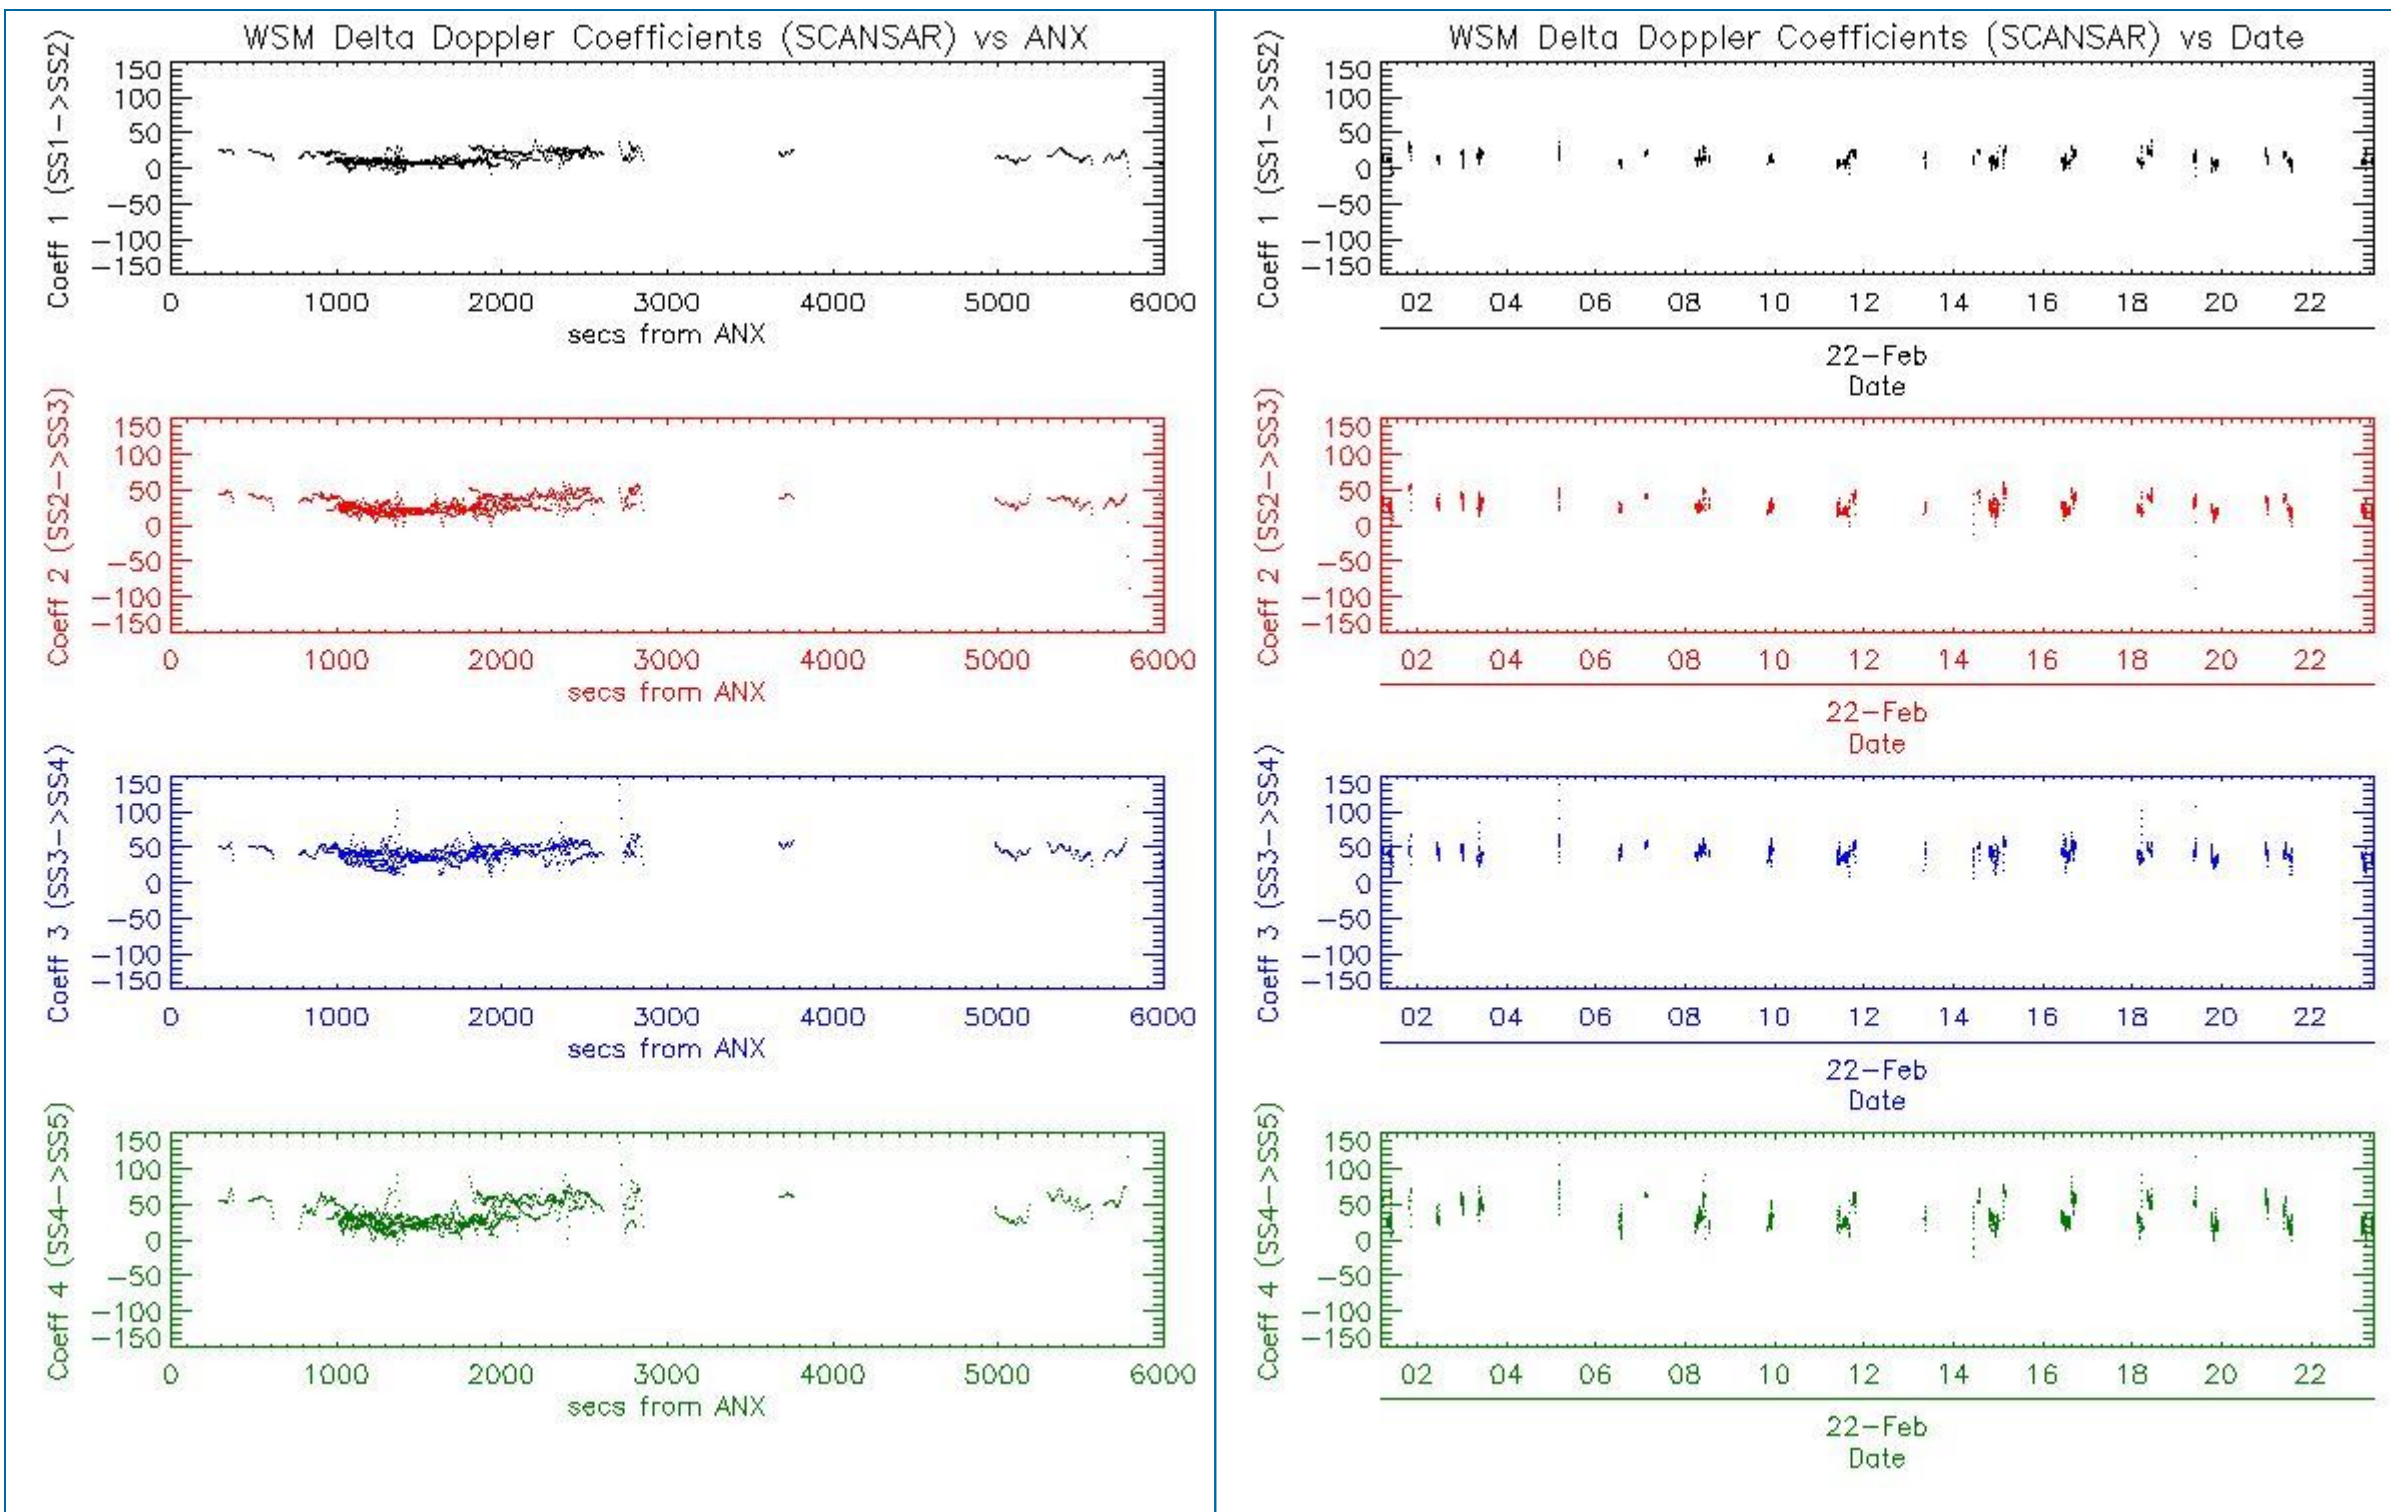 WSM Delta Doppler Coefficients (SCANSAR) vs ANX
Coeff 1 (SS1->SS2)
150
100
50
0
-50
-100
-150
0 1000 2000 3000 4000 5000 6000
secs from ANX
Coeff 2 (SS2->SS3)
150
100
50
0
-50
-100
-150
0 1000 2000 3000 4000 5000 6000
secs from ANX
Coeff 3 (SS3->SS4)
150
100
50
0
-50
-100
-150
0 1000 2000 3000 4000 5000 6000
secs from ANX
Coeff 4 (SS4->SS5)
150
100
50
0
-50
-100
-150
0 1000 2000 3000 4000 5000 6000
secs from ANX
WSM Delta Doppler Coefficients (SCANSAR) vs Date
Coeff 1 (SS1->SS2)
150
100
50
0
-50
-100
-150
02 04 06 08 10 12 14 16 18 20 22
22-Feb
Date
Coeff 2 (SS2->SS3)
150
100
50
0
-50
-100
-150
02 04 06 08 10 12 14 16 18 20 22
22-Feb
Date
Coeff 3 (SS3->SS4)
150
100
50
0
-50
-100
-150
02 04 06 08 10 12 14 16 18 20 22
22-Feb
Date
Coeff 4 (SS4->SS5)
150
100
50
0
-50
-100
-150
02 04 06 08 10 12 14 16 18 20 22
22-Feb
Date